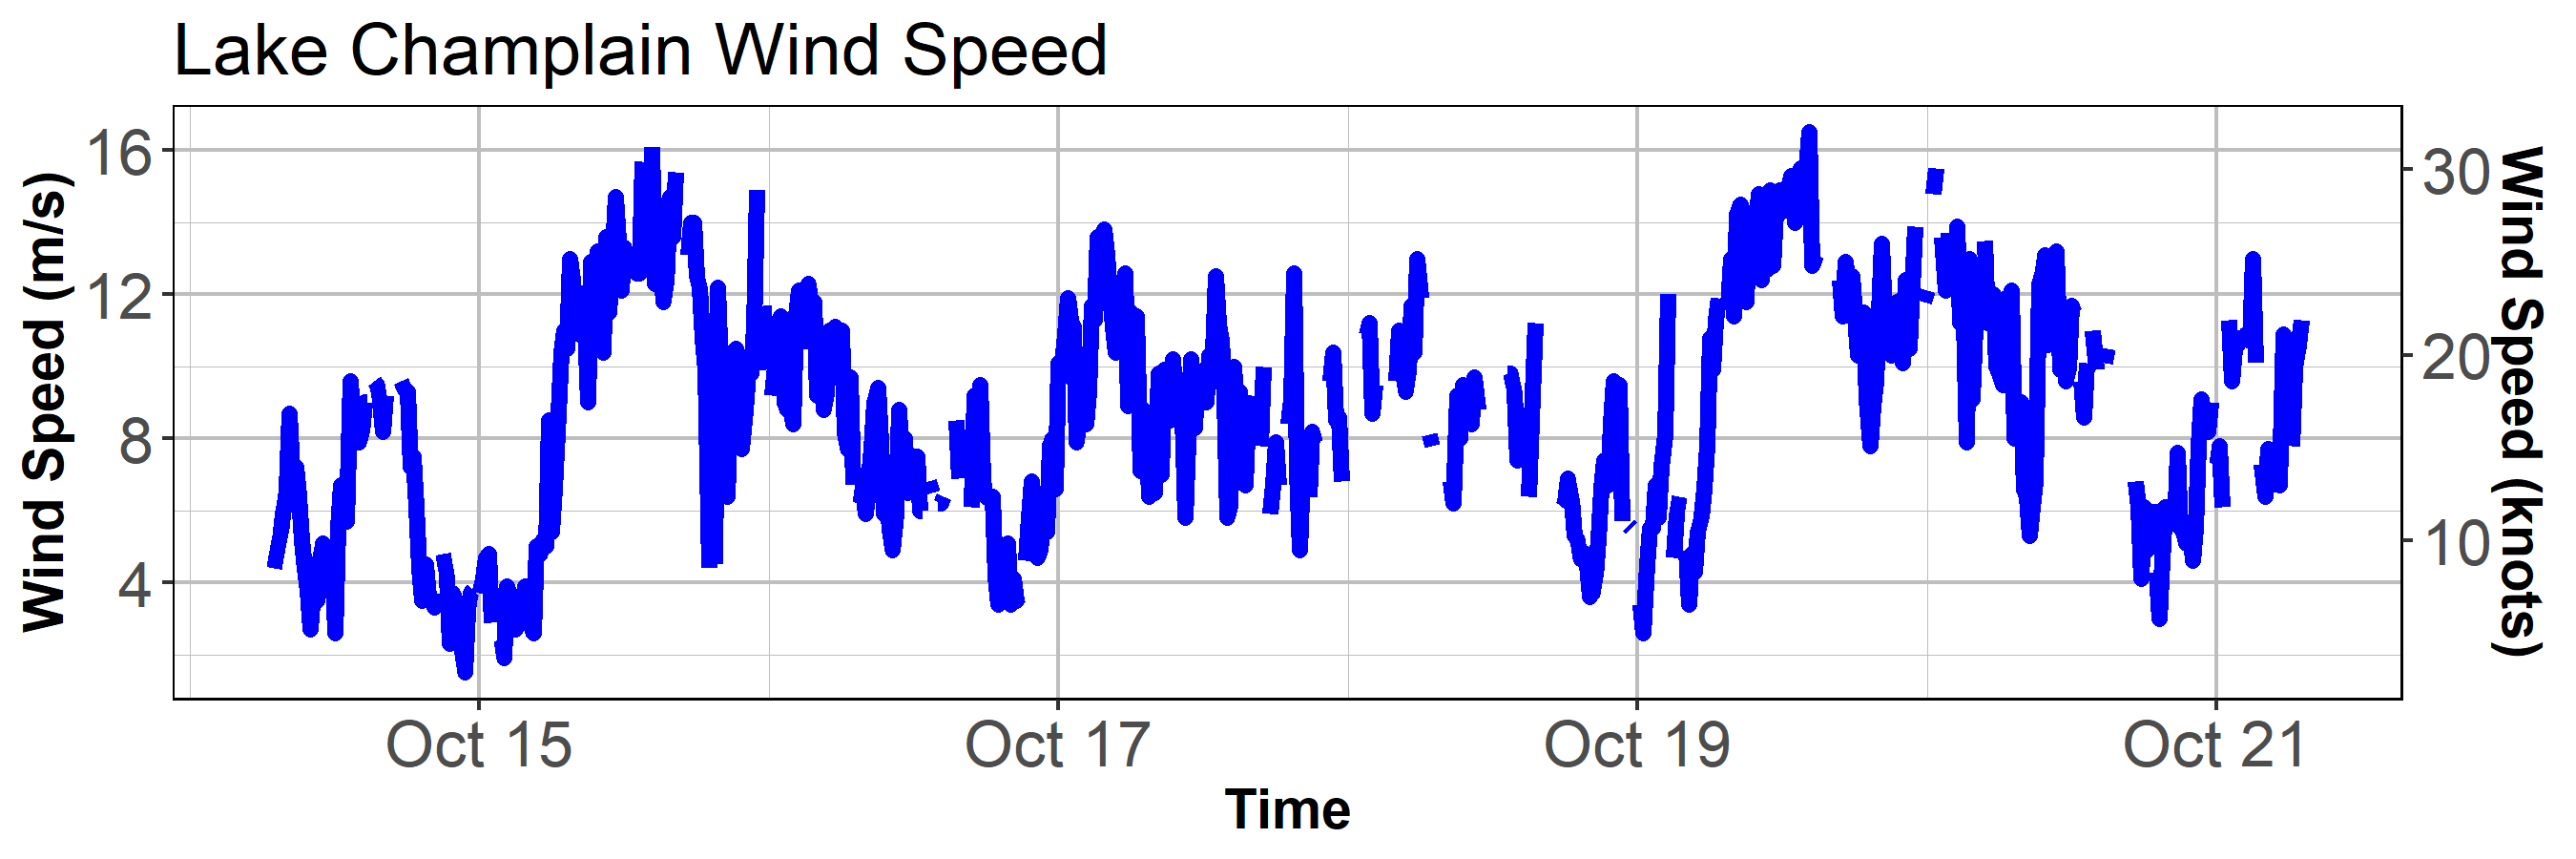 Lake Champlain Wind Speed
Wind Speed (m/s)
16
12
8
4
30
20
10
Wind Speed (knots)
Oct 15
Oct 17
Oct 19
Oct 21
Time